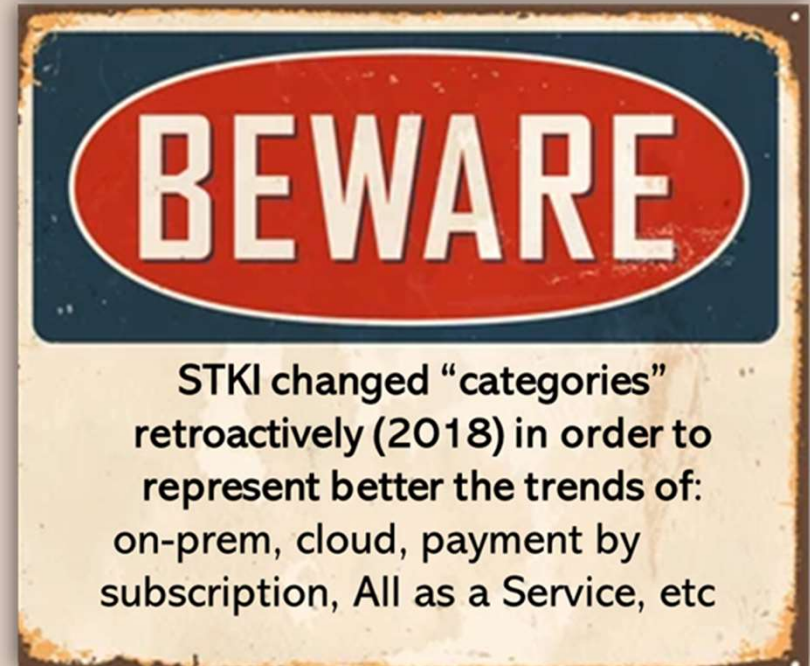 BEWARE
STKI changed “categories”
retroactively (2018) in order to
represent better the trends of:
on-prem, cloud, payment by
subscription, All as a Service, etc